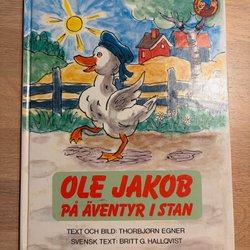 OLE JAKOB
PÅ ÄVENTYR I STAN
TEXT OCH BILD: THORBJØRN EGNER
SVENSK TEXT: BRITT G. HALLQVIST